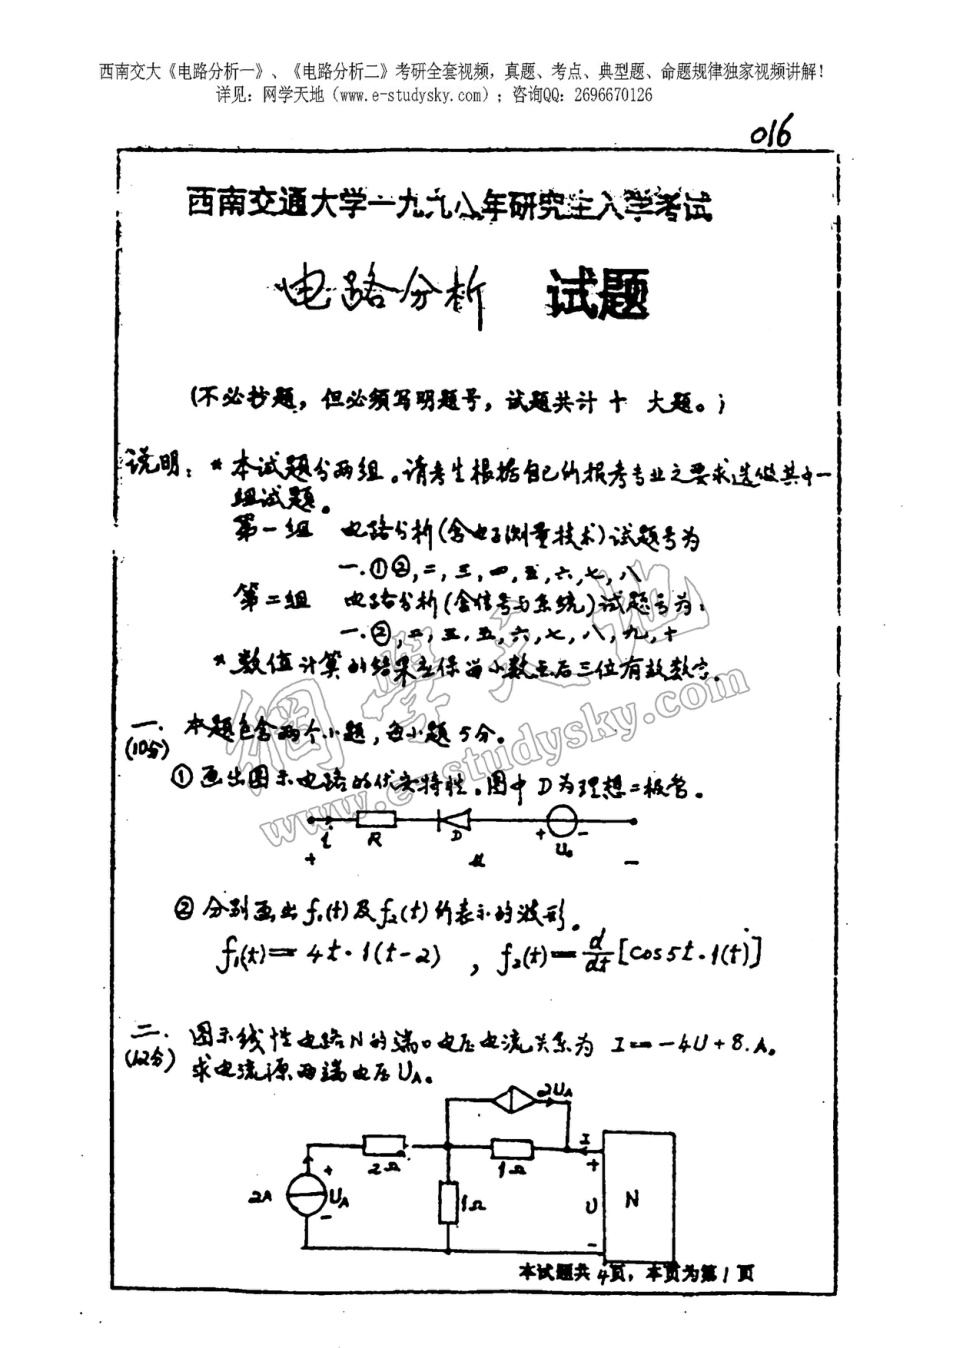 西南交大《电路分析一》、《电路分析二》考研全套视频，真题、考点、典型题、命题规律独家视频讲解！
详见：网学天地（www.e-studysky.com）；咨询QQ：2696670126
016
西南交通大学一九九八年研究生入学考试
电路分析 试题
（不必抄题，但必须写明题号，试题共计十大题。）
说明：* 本试题分两组。请考生根据自己的报考专业之要求选做其中一
组试题。
第一组 电路分析(含电子测量技术)试题号为
一.①②,二,三,四,五,六,七,八
第二组 电路分析(含信号与系统)试题号为:
一.②,二,三,五,六,七,八,九,十
* 数值计算的结果应保留小数点后三位有效数字。
一. 本题包含两个小题，每小题5分。
(10分)
① 画出图示电路的伏安特性。图中D为理想二极管。
i R D + U₀ -
+ u -
② 分别画出f₁(t)及f₂(t)所表示的波形。
f₁(t)=4t·1(t-2) , f₂(t)=d/dt[cos5t·1(t)]
二. 图示线性电路N的端口电压电流关系为 I=-4U+8.A。
(12分) 求电流源两端电压UA。
2UA
2Ω 1Ω I
2A + UA - 1Ω + U - N
本试题共4页，本页为第1页
網學天地
www.e-studysky.com